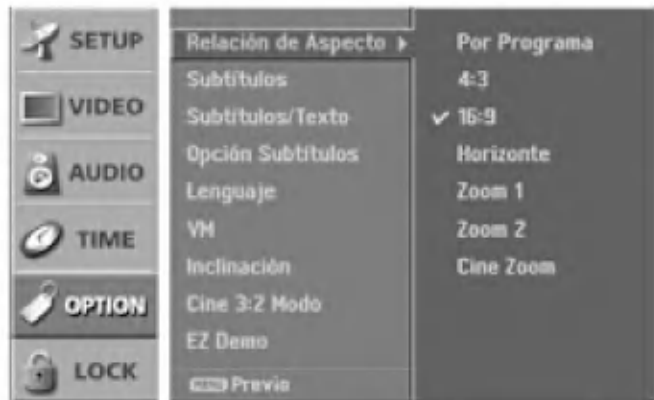 SETUP
VIDEO
AUDIO
TIME
OPTION
LOCK
Relación de Aspecto
Subtítulos
Subtítulos/Texto
Opción Subtítulos
Lenguaje
VM
Inclinación
Cine 3:2 Modo
EZ Demo
MENU Previo
Por Programa
4:3
16:9
Horizonte
Zoom 1
Zoom 2
Cine Zoom